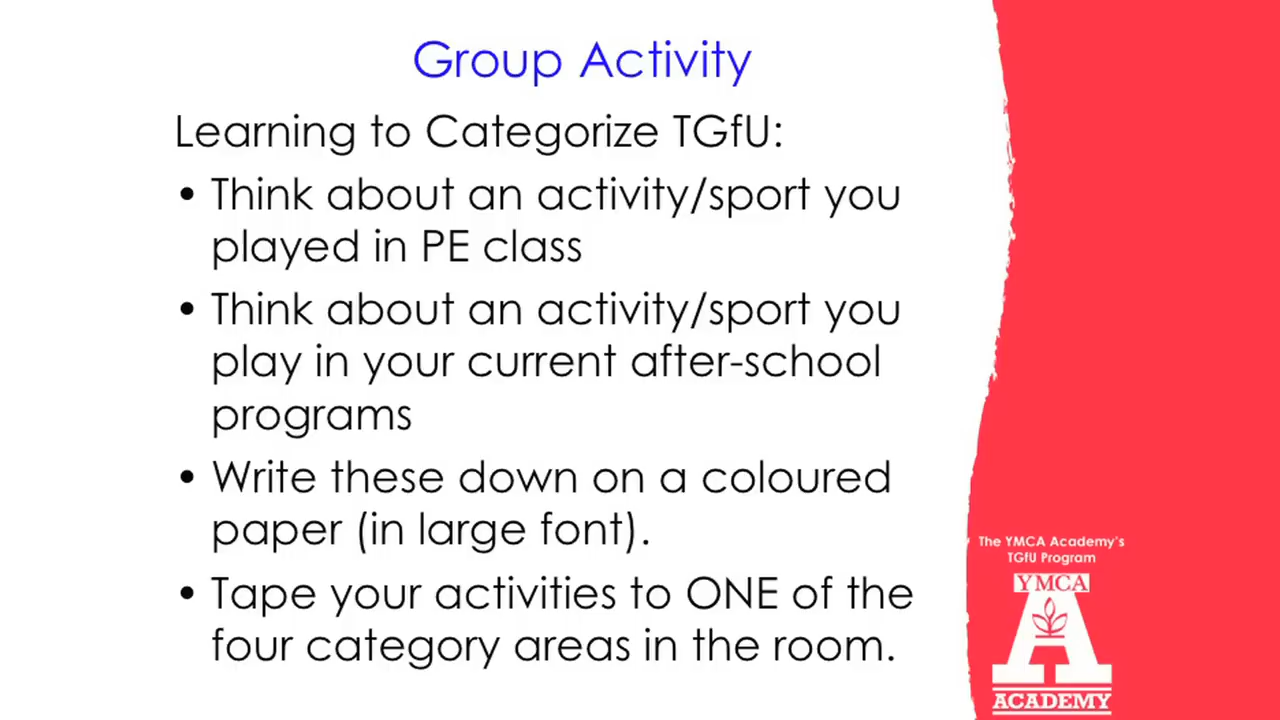 Group Activity
Learning to Categorize TGfU:
• Think about an activity/sport you
played in PE class
• Think about an activity/sport you
play in your current after-school
programs
• Write these down on a coloured
paper (in large font).
• Tape your activities to ONE of the
four category areas in the room.
The YMCA Academy's
TGfU Program
YMCA
A
ACADEMY